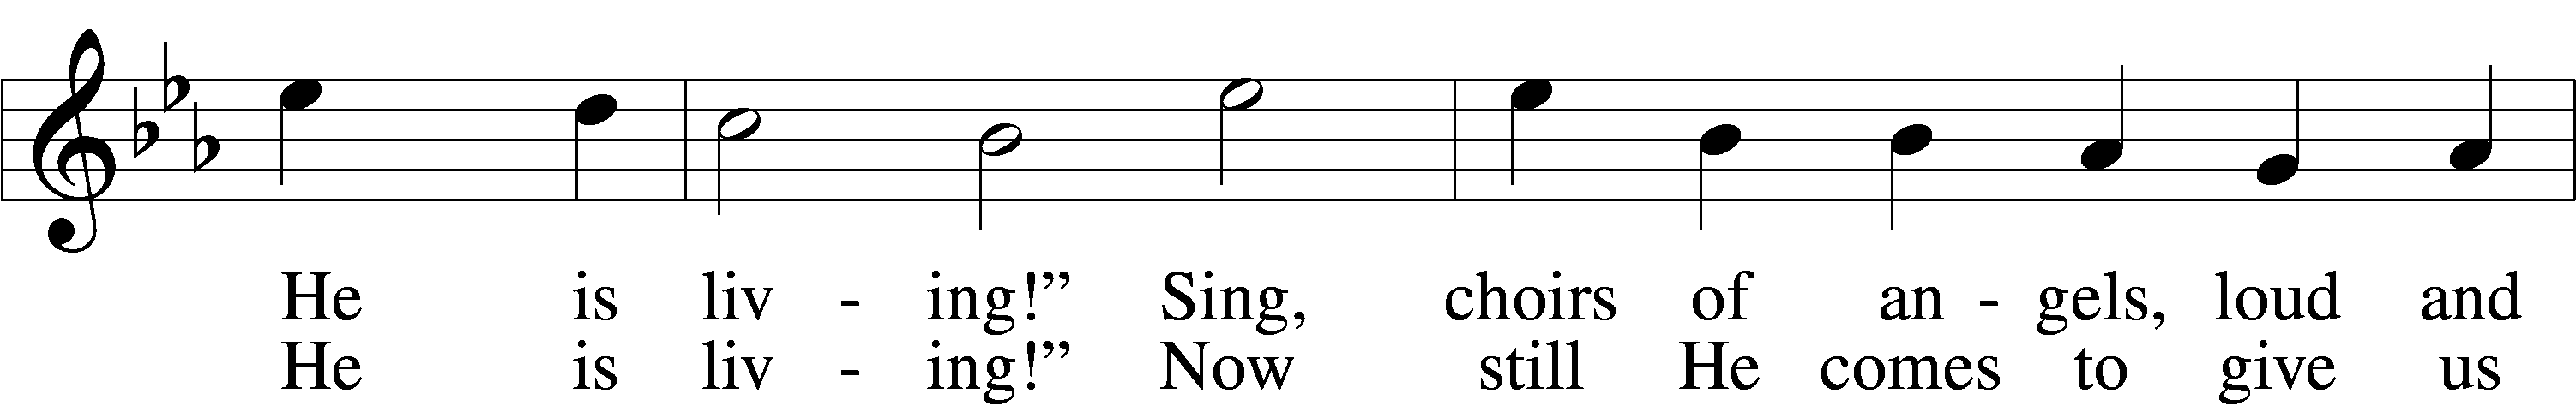 He is liv - ing!” Sing, choirs of an - gels, loud and
He is liv - ing!” Now still He comes to give us